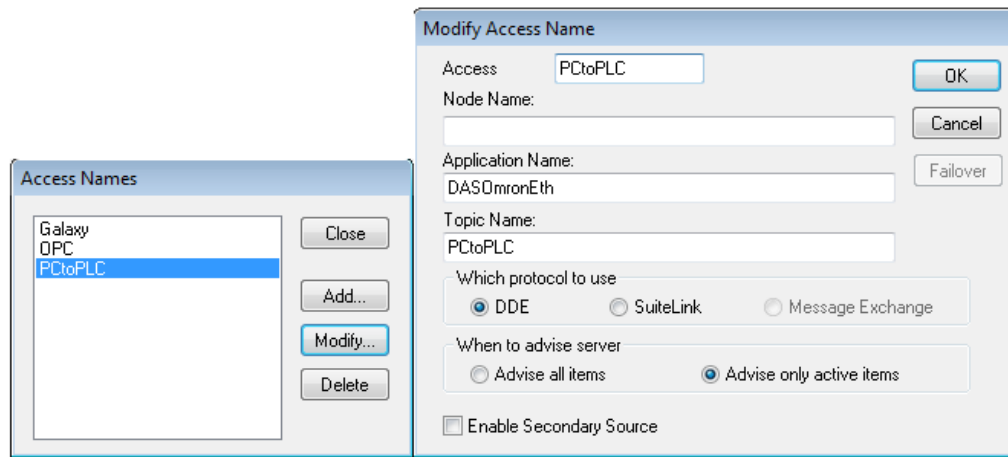 Access Names
Galaxy
OPC
PCtoPLC
Close
Add...
Modify...
Delete
Modify Access Name
Access PCtoPLC
OK
Node Name:
Cancel
Application Name:
DASOmronEth
Failover
Topic Name:
PCtoPLC
Which protocol to use
DDE SuiteLink Message Exchange
When to advise server
Advise all items Advise only active items
Enable Secondary Source